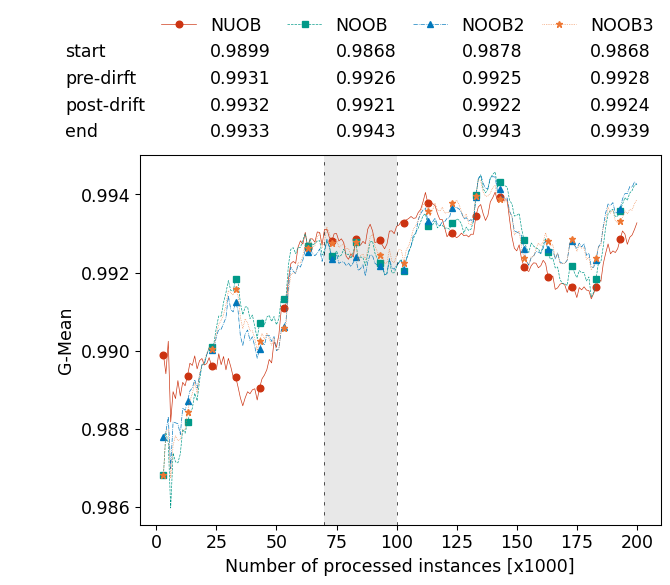 NUOB NOOB NOOB2 NOOB3
start 0.9899 0.9868 0.9878 0.9868
pre-dirft 0.9931 0.9926 0.9925 0.9928
post-drift 0.9932 0.9921 0.9922 0.9924
end 0.9933 0.9943 0.9943 0.9939
G-Mean
0.994
0.992
0.990
0.988
0.986
0 25 50 75 100 125 150 175 200
Number of processed instances [x1000]